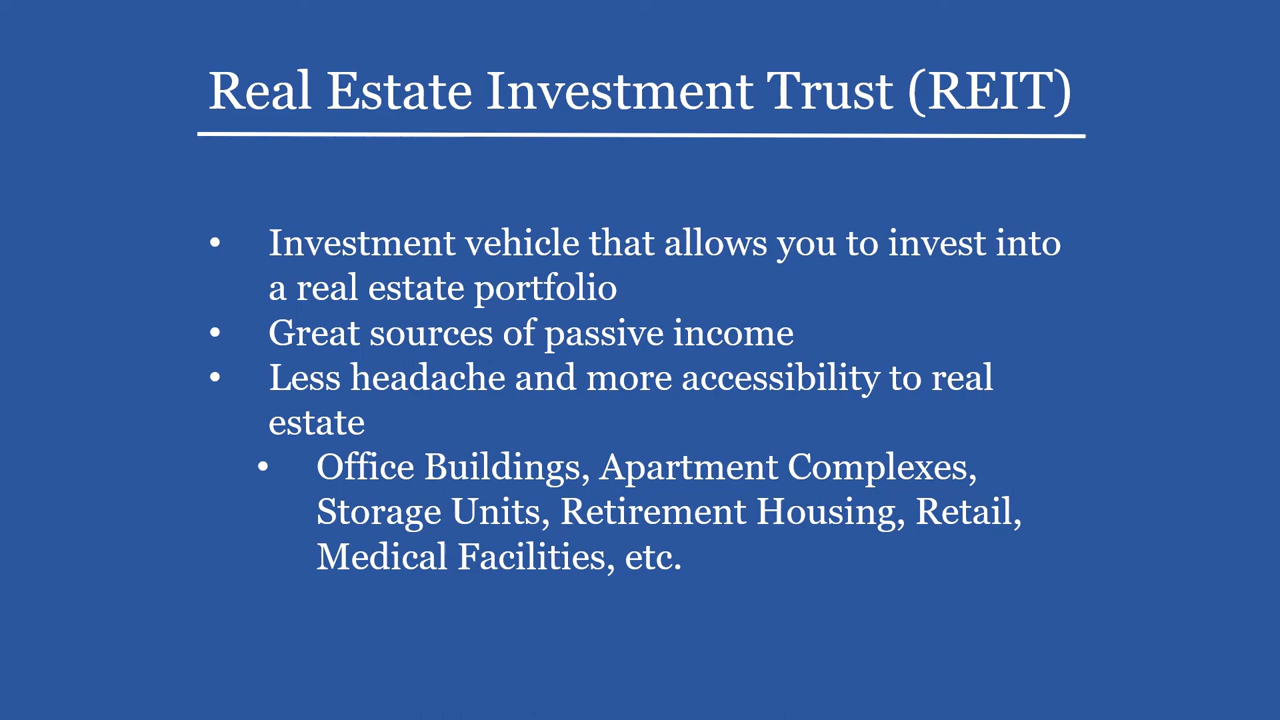 Real Estate Investment Trust (REIT)
• Investment vehicle that allows you to invest into
a real estate portfolio
• Great sources of passive income
• Less headache and more accessibility to real
estate
• Office Buildings, Apartment Complexes,
Storage Units, Retirement Housing, Retail,
Medical Facilities, etc.